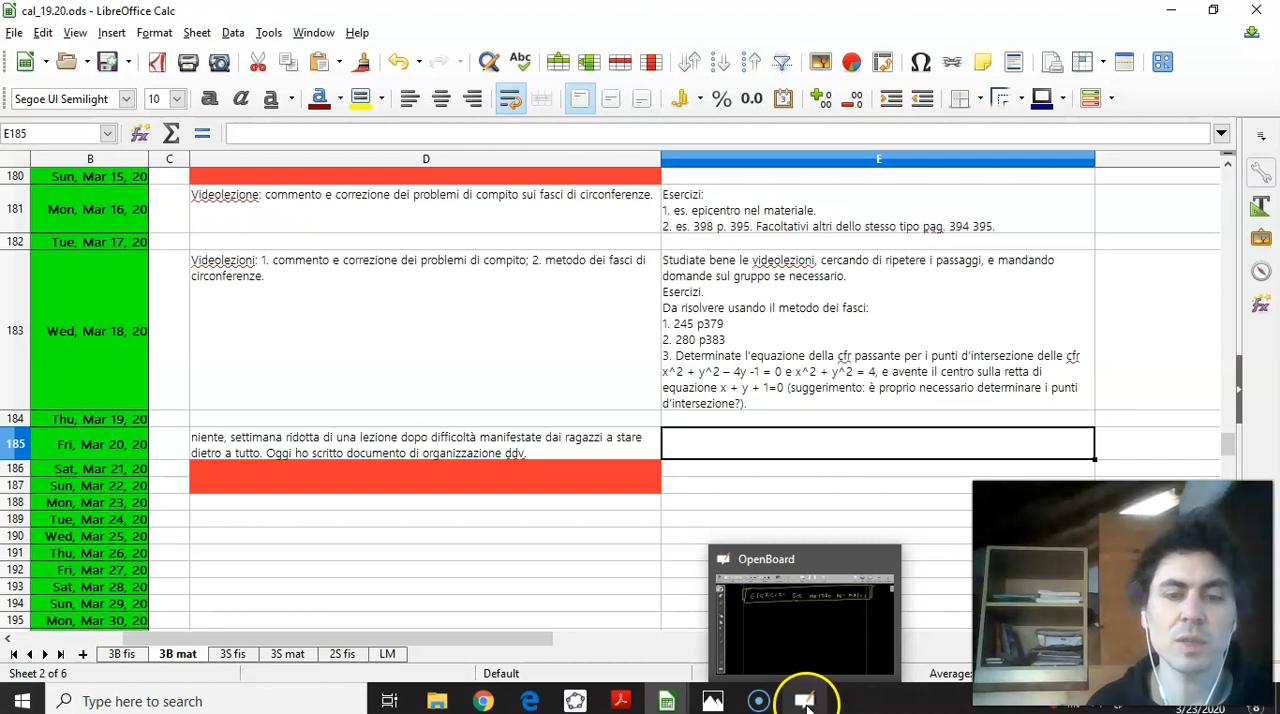 cal_19.20.ods - LibreOffice Calc
File Edit View Insert Format Sheet Data Tools Window Help
Segoe UI Semilight 10
E185
B C D E
180 Sun, Mar 15, 20
181 Mon, Mar 16, 20 Videolezione: commento e correzione dei problemi di compito sui fasci di circonferenze. Esercizi:
1. es. epicentro nel materiale.
2. es. 398 p. 395. Facoltativi altri dello stesso tipo pag. 394 395.
182 Tue, Mar 17, 20
183 Wed, Mar 18, 20 Videolezioni: 1. commento e correzione dei problemi di compito; 2. metodo dei fasci di
circonferenze.
Studiate bene le videolezioni, cercando di ripetere i passaggi, e mandando
domande sul gruppo se necessario.
Esercizi.
Da risolvere usando il metodo dei fasci:
1. 245 p379
2. 280 p383
3. Determinate l'equazione della cfr passante per i punti d'intersezione delle cfr
x^2 + y^2 – 4y -1 = 0 e x^2 + y^2 = 4, e avente il centro sulla retta di
equazione x + y + 1=0 (suggerimento: è proprio necessario determinare i punti
d'intersezione?).
184 Thu, Mar 19, 20
185 Fri, Mar 20, 20 niente, settimana ridotta di una lezione dopo difficoltà manifestate dai ragazzi a stare
dietro a tutto. Oggi ho scritto documento di organizzazione ddv.
186 Sat, Mar 21, 20
187 Sun, Mar 22, 20
188 Mon, Mar 23, 20
189 Tue, Mar 24, 20
190 Wed, Mar 25, 20
191 Thu, Mar 26, 20
192 Fri, Mar 27, 20
193 Sat, Mar 28, 20
194 Sun, Mar 29, 20
195 Mon, Mar 30, 20
OpenBoard
ESERCIZI SUL METODO DEI FASCI
3B fis 3B mat 3S fis 3S mat 2S fis LM
Sheet 2 of 6 Default Average:
Type here to search
3/23/2020